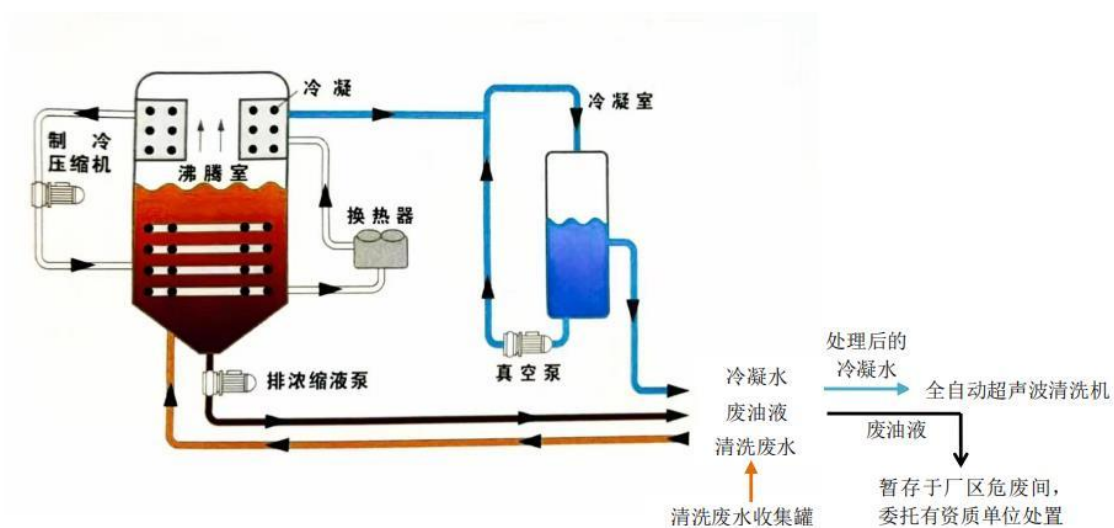 冷凝
冷凝室
制冷
压缩机
沸腾室
换热器
真空泵
排浓缩液泵
处理后的
冷凝水
冷凝水
全自动超声波清洗机
废油液
废油液
清洗废水
暂存于厂区危废间，
委托有资质单位处置
清洗废水收集罐